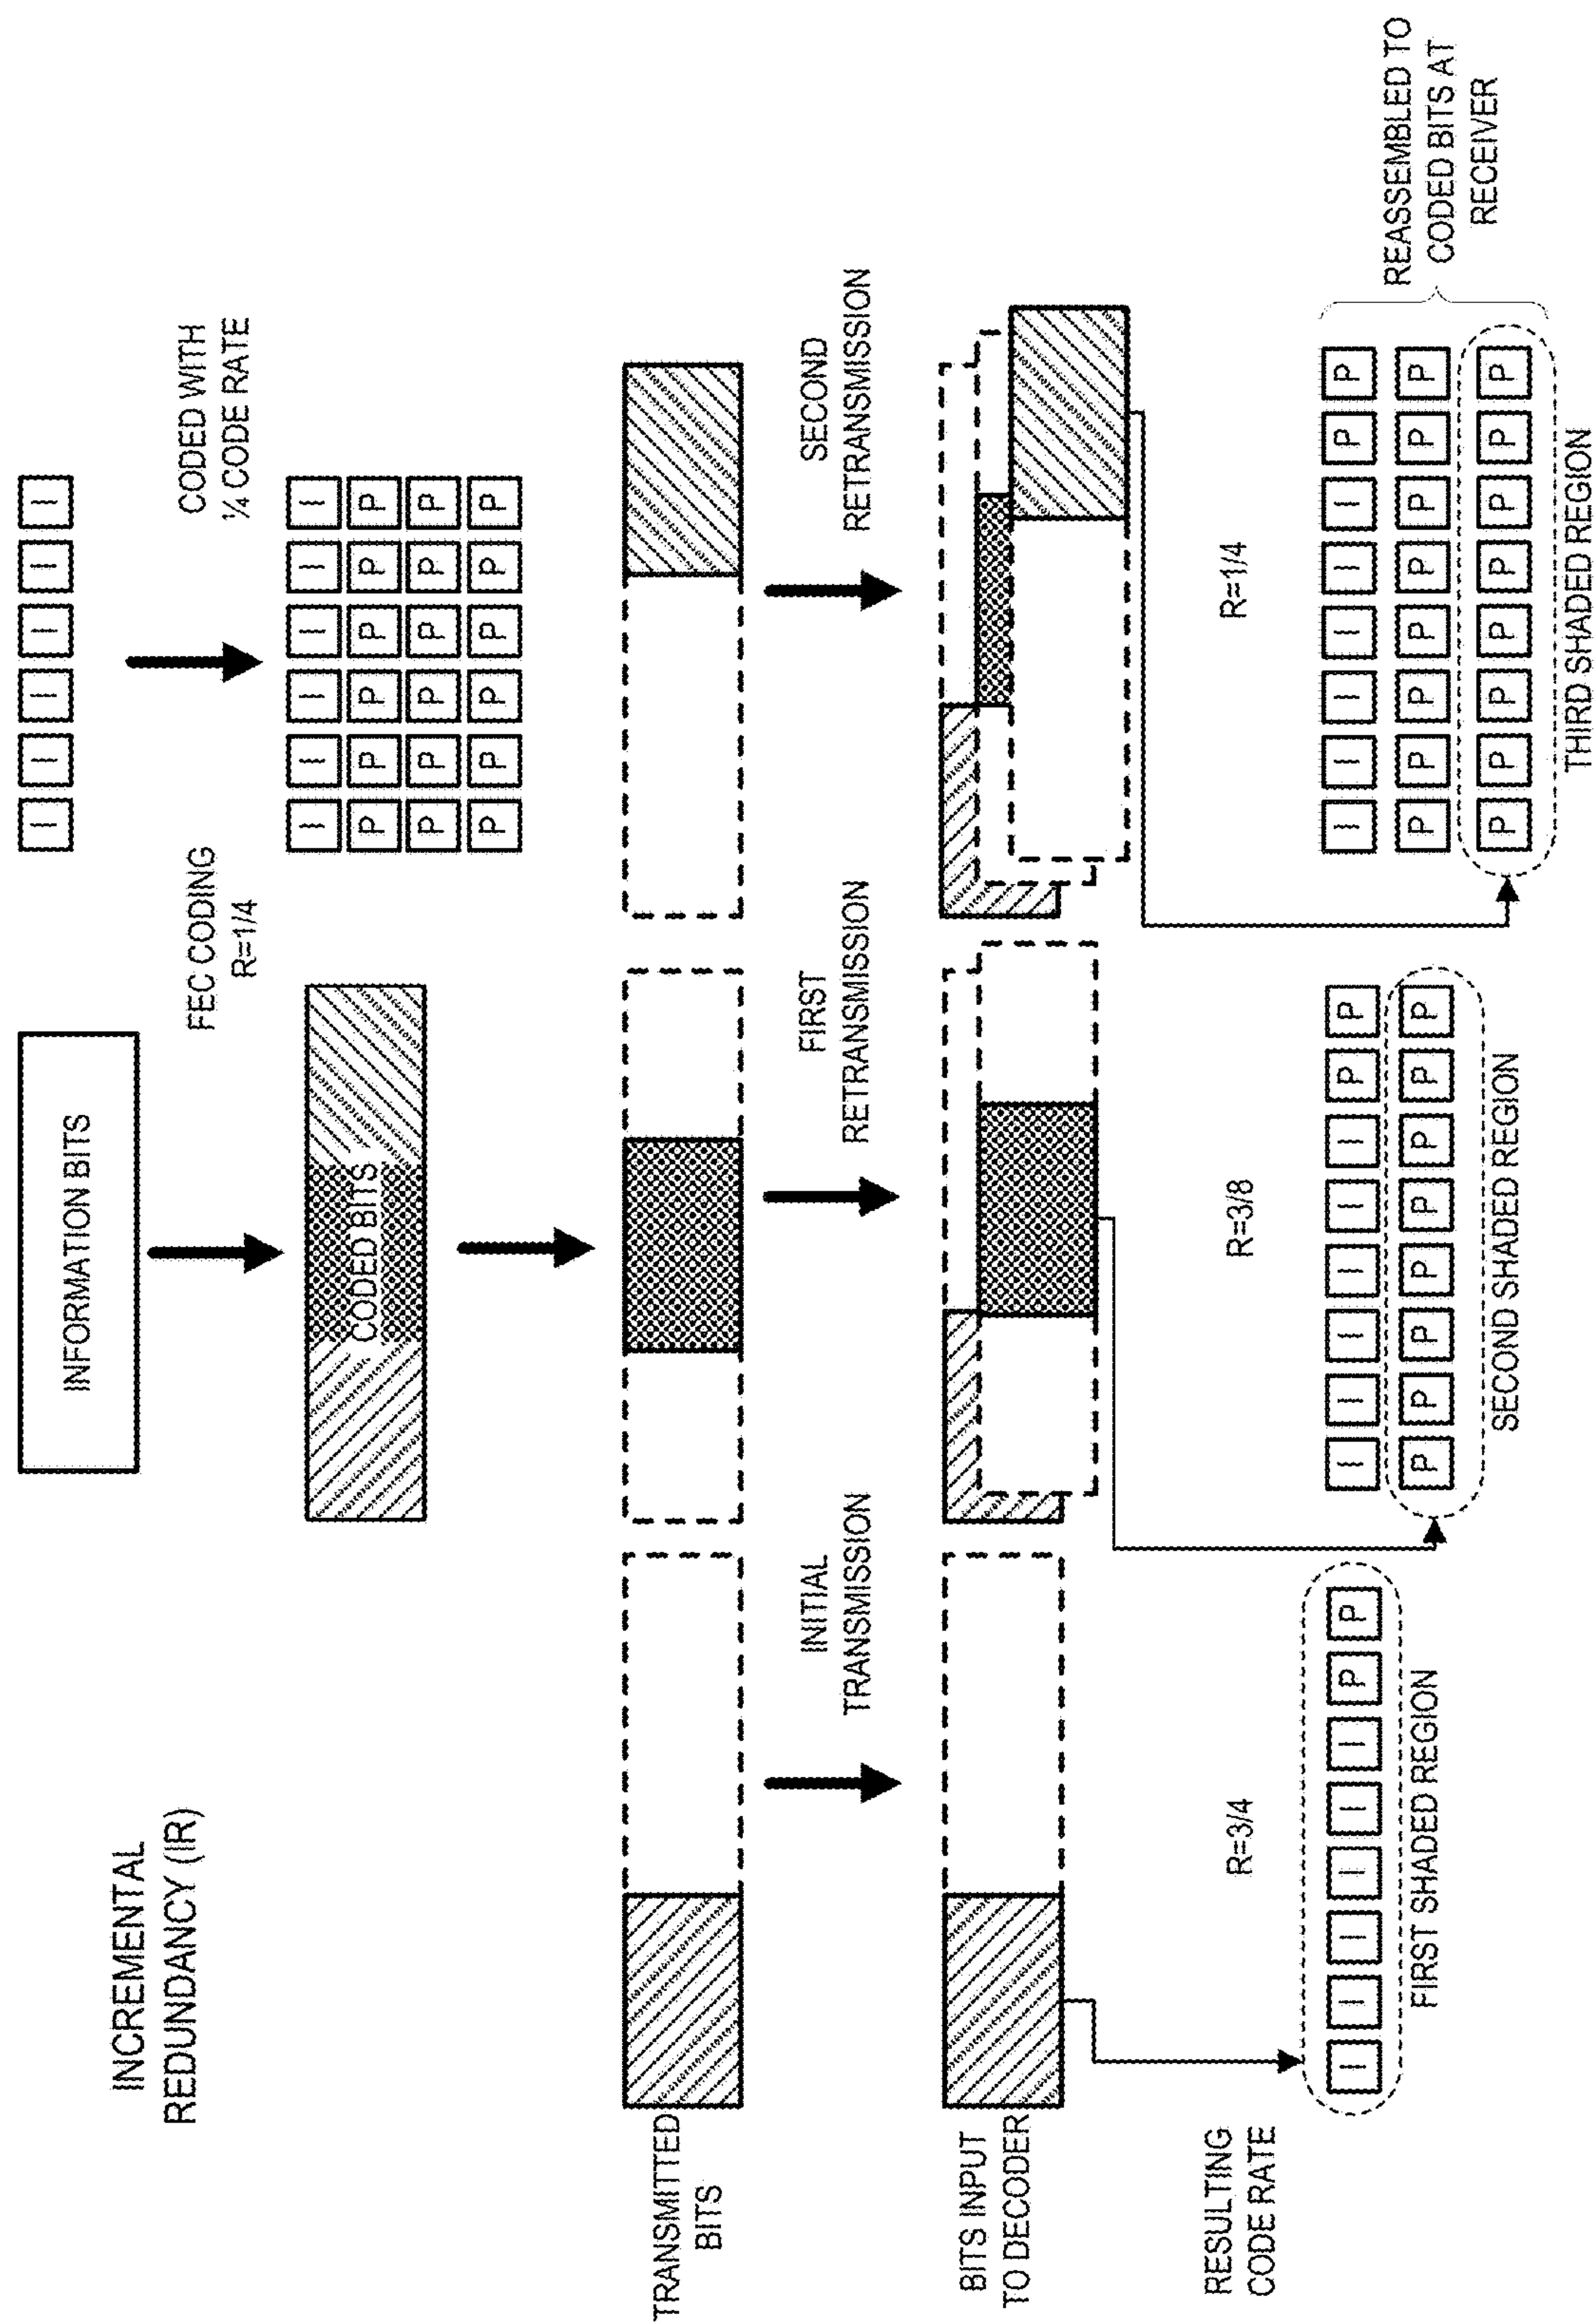 INCREMENTAL
REDUNDANCY (IR)
INFORMATION BITS
I I I I I I
FEC CODING
R=1/4
CODED WITH
¼ CODE RATE
CODED BITS
I I I I I I
P P P P P P
P P P P P P
P P P P P P
TRANSMITTED
BITS
INITIAL
TRANSMISSION
FIRST
RETRANSMISSION
SECOND
RETRANSMISSION
BITS INPUT
TO DECODER
RESULTING
CODE RATE
R=3/4
R=3/8
R=1/4
I I I I I I P P
FIRST SHADED REGION
I I I I I I P P
P P P P P P P P
SECOND SHADED REGION
I I I I I I P P
P P P P P P P P
P P P P P P P P
THIRD SHADED REGION
REASSEMBLED TO
CODED BITS AT
RECEIVER